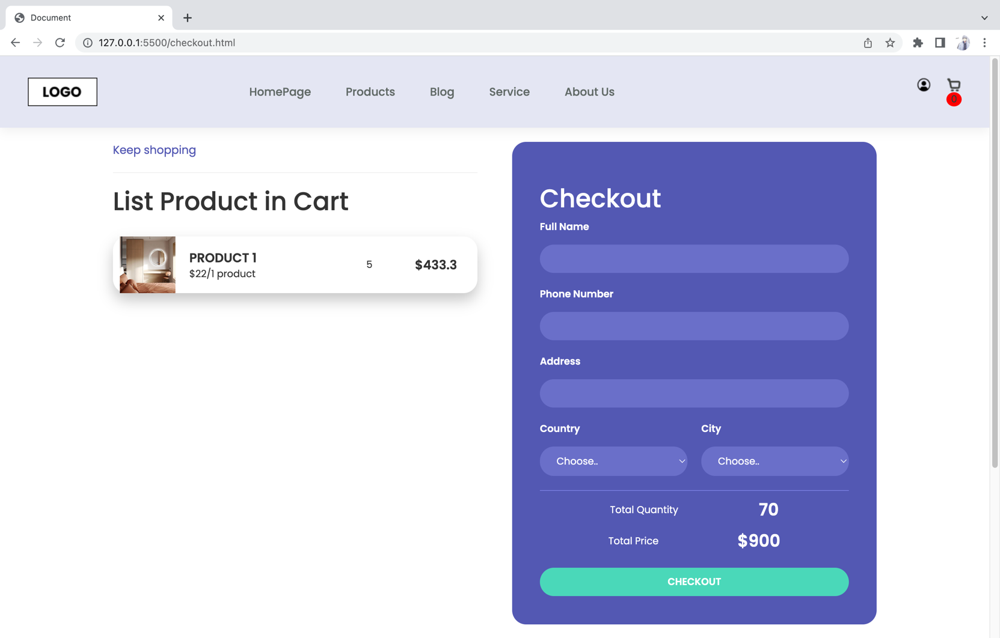 Document
127.0.0.1:5500/checkout.html
LOGO
HomePage
Products
Blog
Service
About Us
0
Keep shopping
List Product in Cart
PRODUCT 1
$22/1 product
5
$433.3
Checkout
Full Name
Phone Number
Address
Country
City
Choose..
Choose..
Total Quantity
70
Total Price
$900
CHECKOUT